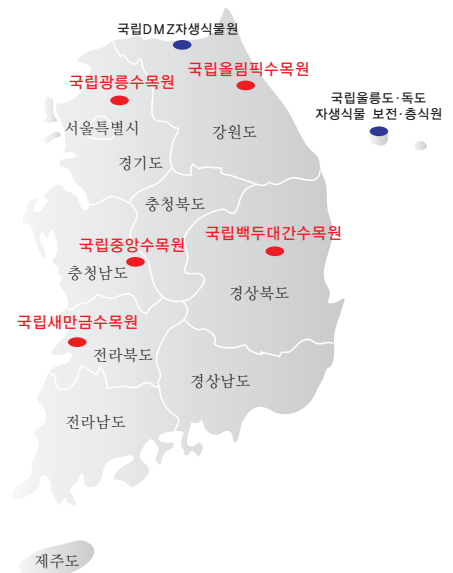 국립DMZ자생식물원
국립올림픽수목원
국립광릉수목원
국립울릉도·독도
자생식물 보전·증식원
서울특별시
강원도
경기도
충청북도
국립백두대간수목원
국립중앙수목원
충청남도
경상북도
국립새만금수목원
전라북도
경상남도
전라남도
제주도